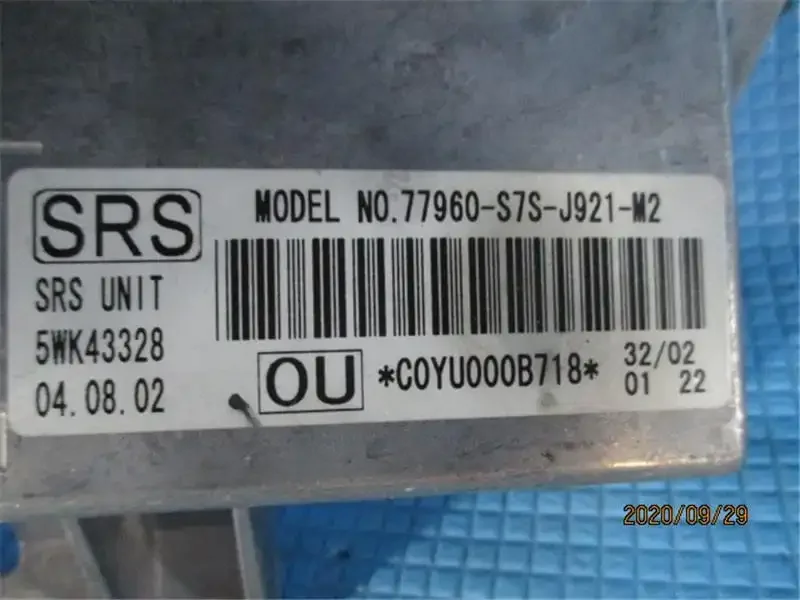 SRS
MODEL NO.77960-S7S-J921-M2
SRS UNIT
5WK43328
04.08.02
OU
*C0YU000B718*
32/02
01 22
2020/09/29